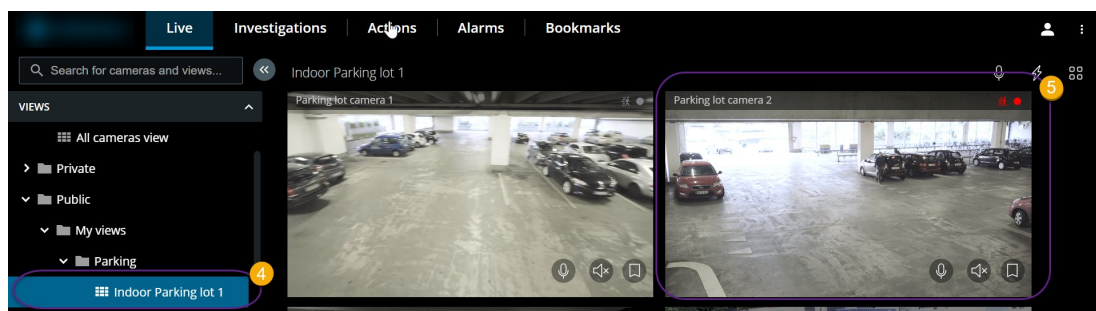 Live Investigations Actions Alarms Bookmarks
Search for cameras and views...
Indoor Parking lot 1
5
VIEWS
Parking lot camera 1
Parking lot camera 2
All cameras view
Private
Public
My views
Parking
4
Indoor Parking lot 1